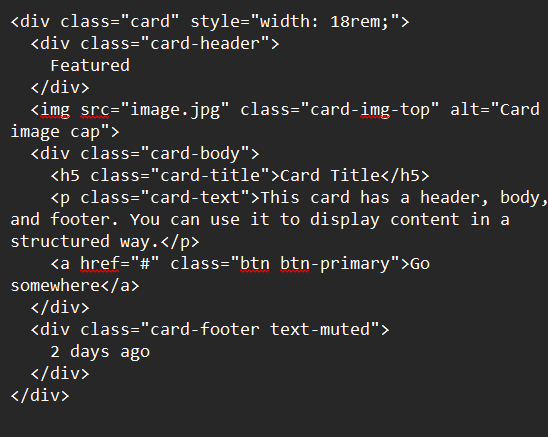 <div class="card" style="width: 18rem;">
  <div class="card-header">
    Featured
  </div>
  <img src="image.jpg" class="card-img-top" alt="Card
image cap">
  <div class="card-body">
    <h5 class="card-title">Card Title</h5>
    <p class="card-text">This card has a header, body,
and footer. You can use it to display content in a
structured way.</p>
    <a href="#" class="btn btn-primary">Go
somewhere</a>
  </div>
  <div class="card-footer text-muted">
    2 days ago
  </div>
</div>